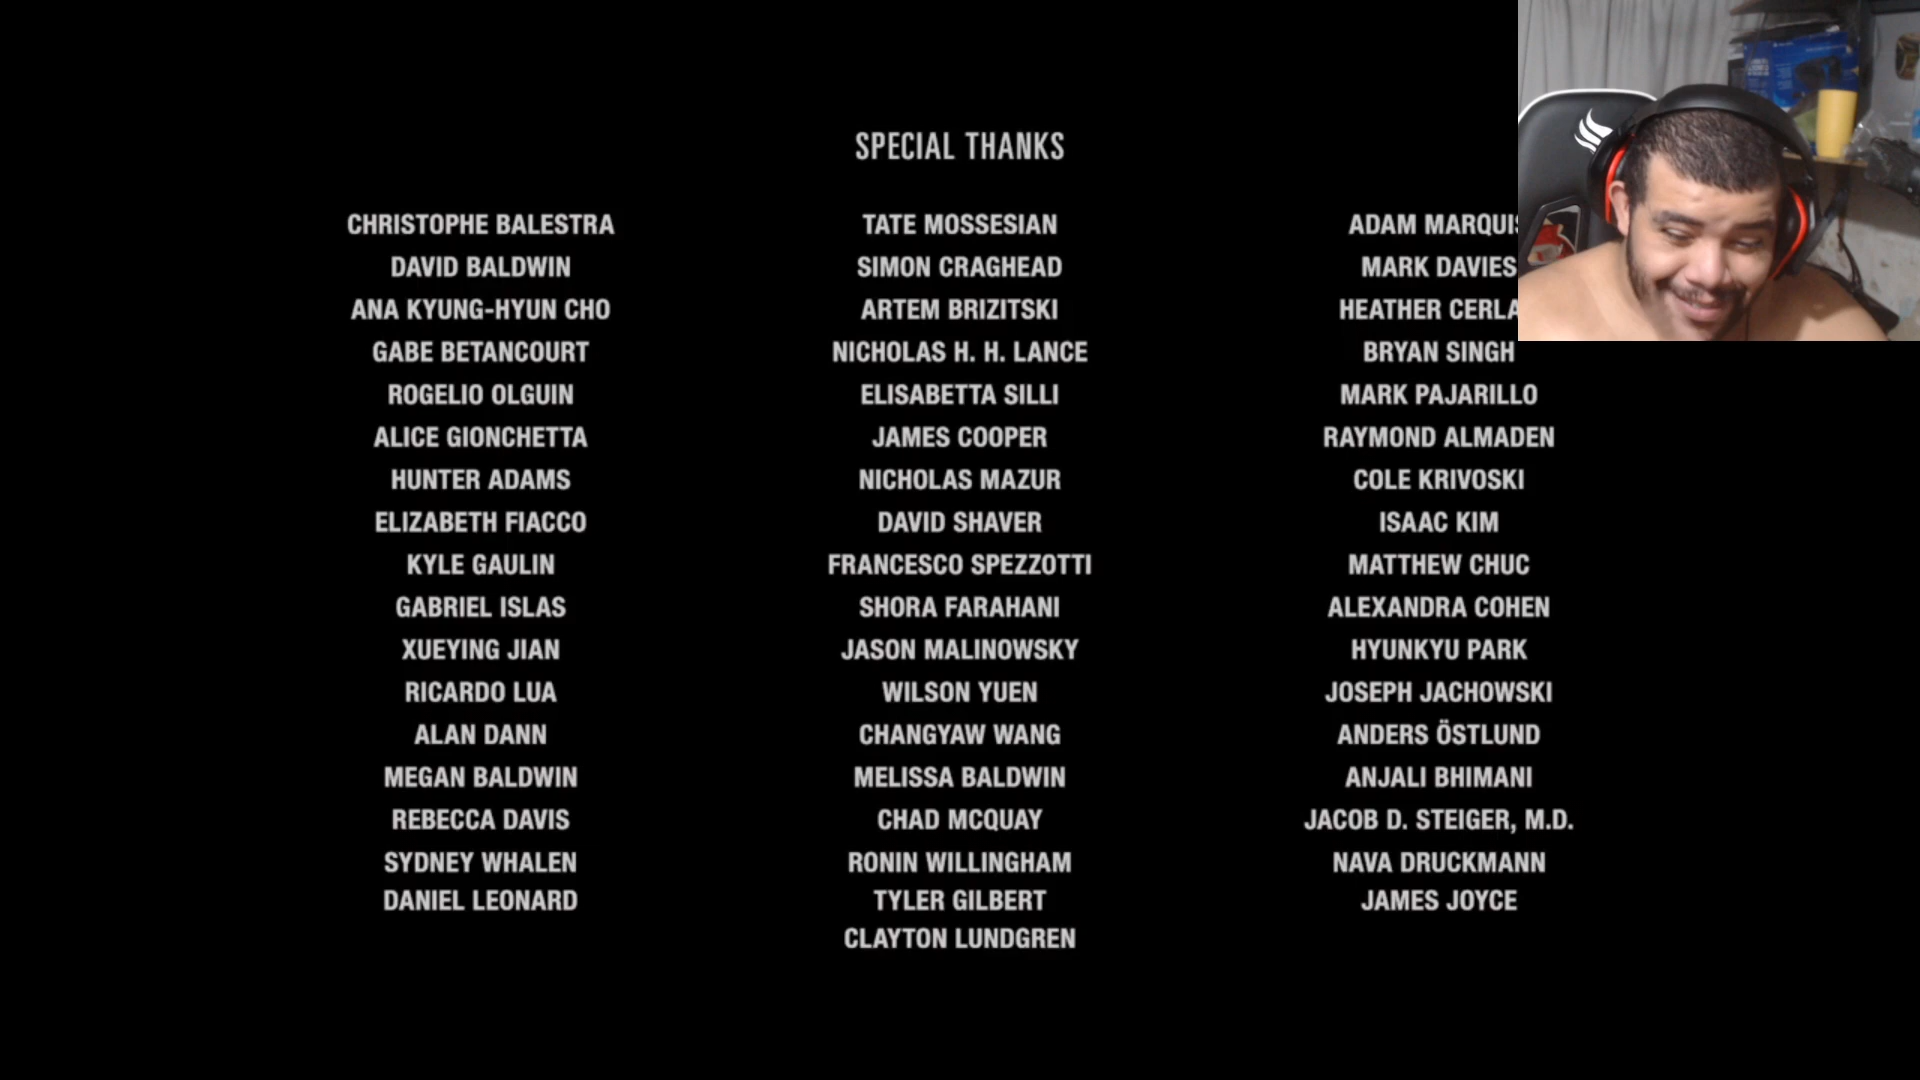 SPECIAL THANKS
CHRISTOPHE BALESTRA
DAVID BALDWIN
ANA KYUNG-HYUN CHO
GABE BETANCOURT
ROGELIO OLGUIN
ALICE GIONCHETTA
HUNTER ADAMS
ELIZABETH FIACCO
KYLE GAULIN
GABRIEL ISLAS
XUEYING JIAN
RICARDO LUA
ALAN DANN
MEGAN BALDWIN
REBECCA DAVIS
SYDNEY WHALEN
DANIEL LEONARD
TATE MOSSESIAN
SIMON CRAGHEAD
ARTEM BRIZITSKI
NICHOLAS H. H. LANCE
ELISABETTA SILLI
JAMES COOPER
NICHOLAS MAZUR
DAVID SHAVER
FRANCESCO SPEZZOTTI
SHORA FARAHANI
JASON MALINOWSKY
WILSON YUEN
CHANGYAW WANG
MELISSA BALDWIN
CHAD MCQUAY
RONIN WILLINGHAM
TYLER GILBERT
CLAYTON LUNDGREN
ADAM MARQUIS
MARK DAVIES
HEATHER
BRYAN SINGH
MARK PAJARILLO
RAYMOND ALMADEN
COLE KRIVOSKI
ISAAC KIM
MATTHEW CHUC
ALEXANDRA COHEN
HYUNKYU PARK
JOSEPH JACHOWSKI
ANDERS ÖSTLUND
ANJALI BHIMANI
JACOB D. STEIGER, M.D.
NAVA DRUCKMANN
JAMES JOYCE